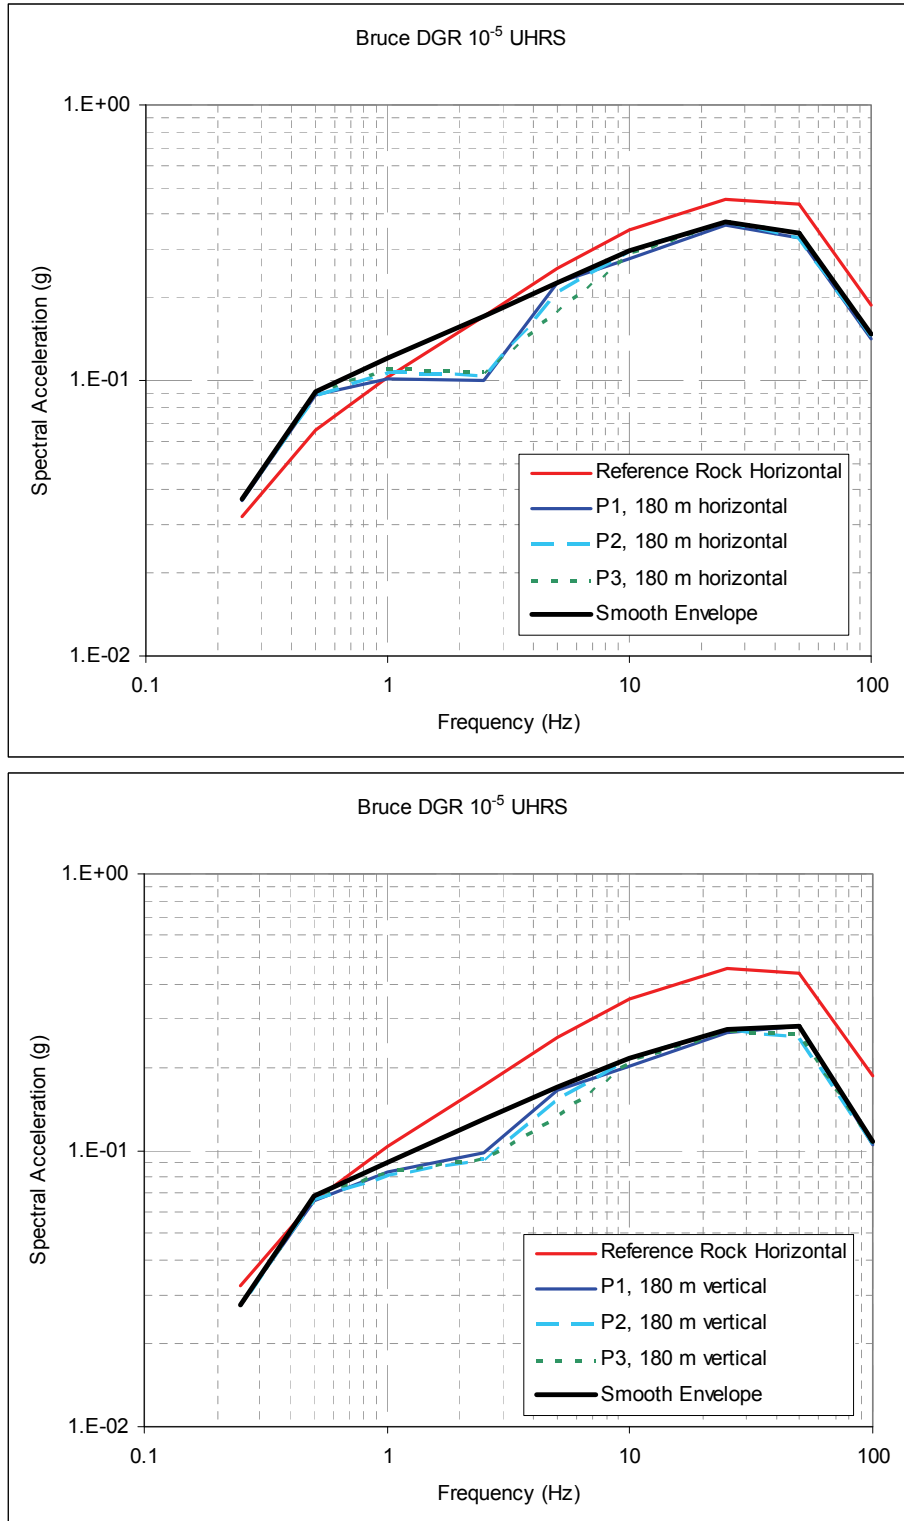 Bruce DGR 10⁻⁵ UHRS
1.E+00
1.E-01
1.E-02
Spectral Acceleration (g)
Reference Rock Horizontal
P1, 180 m horizontal
P2, 180 m horizontal
P3, 180 m horizontal
Smooth Envelope
0.1 1 10 100
Frequency (Hz)
Bruce DGR 10⁻⁵ UHRS
1.E+00
1.E-01
1.E-02
Spectral Acceleration (g)
Reference Rock Horizontal
P1, 180 m vertical
P2, 180 m vertical
P3, 180 m vertical
Smooth Envelope
0.1 1 10 100
Frequency (Hz)